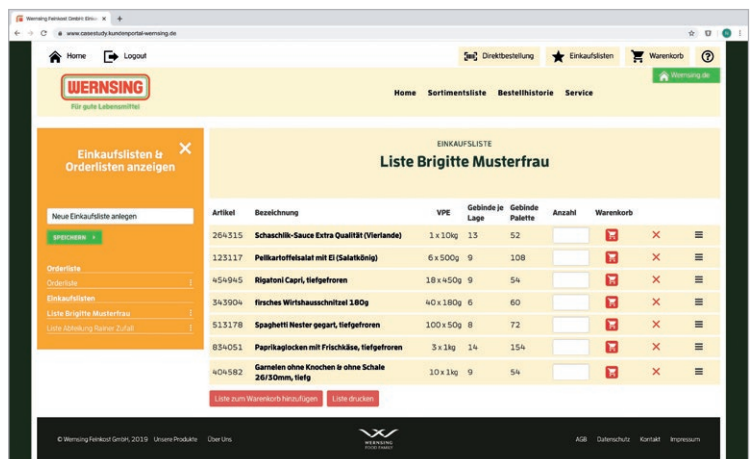 Wernsing Feinkost GmbH: Einka
www.casestudy.kundenportal-wernsing.de
Home Logout Direktbestellung Einkaufslisten Warenkorb
Wernsing.de
WERNSING
Für gute Lebensmittel
Home Sortimentsliste Bestellhistorie Service
Einkaufslisten &
Orderlisten anzeigen
Neue Einkaufsliste anlegen
SPEICHERN
Orderliste
Orderliste
Einkaufslisten
Liste Brigitte Musterfrau
Liste Abteilung Rainer Zufall
EINKAUFSLISTE
Liste Brigitte Musterfrau
Artikel Bezeichnung VPE Gebinde je Lage Gebinde Palette Anzahl Warenkorb
264315 Schaschlik-Sauce Extra Qualität (Vierlande) 1 x 10kg 13 52
123117 Pellkartoffelsalat mit Ei (Salatkönig) 6 x 500g 9 108
454945 Rigatoni Capri, tiefgefroren 18 x 450g 9 54
343904 firsches Wirtshausschnitzel 180g 40 x 180g 6 60
513178 Spaghetti Nester gegart, tiefgefroren 100 x 50g 8 72
834051 Paprikaglocken mit Frischkäse, tiefgefroren 3 x 1kg 14 154
404582 Garnelen ohne Knochen & ohne Schale
26/30mm, tiefg 10 x 1kg 9 54
Liste zum Warenkorb hinzufügen Liste drucken
© Wernsing Feinkost GmbH, 2019 Unsere Produkte Über Uns
WERNSING
FOOD FAMILY
AGB Datenschutz Kontakt Impressum